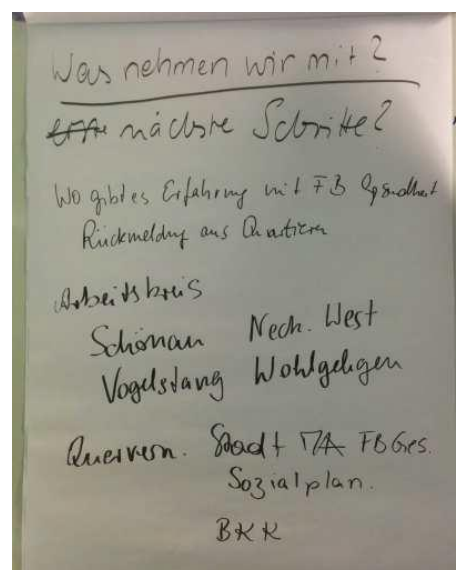 Was nehmen wir mit?
nächste Schritte?
Wo gibt es Erfahrung mit FB Gesundheit
Rückmeldung aus Quartieren
Arbeitskreis
Schönau Neck. West
Vogelstang Wohlgelegen
Quervern. Stadt MA FB Ges.
Sozialplan.
BKK